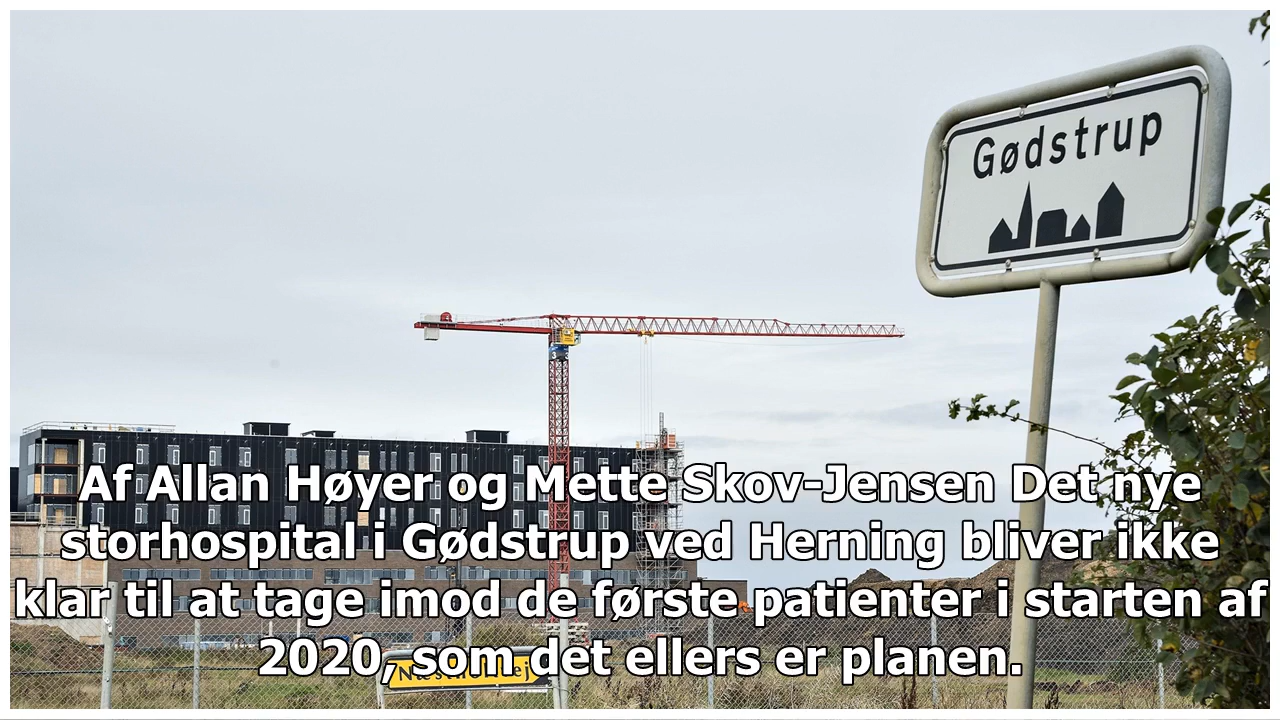 Gødstrup
Af Allan Høyer og Mette Skov-Jensen Det nye
storhospital i Gødstrup ved Herning bliver ikke
klar til at tage imod de første patienter i starten af
2020, som det ellers er planen.